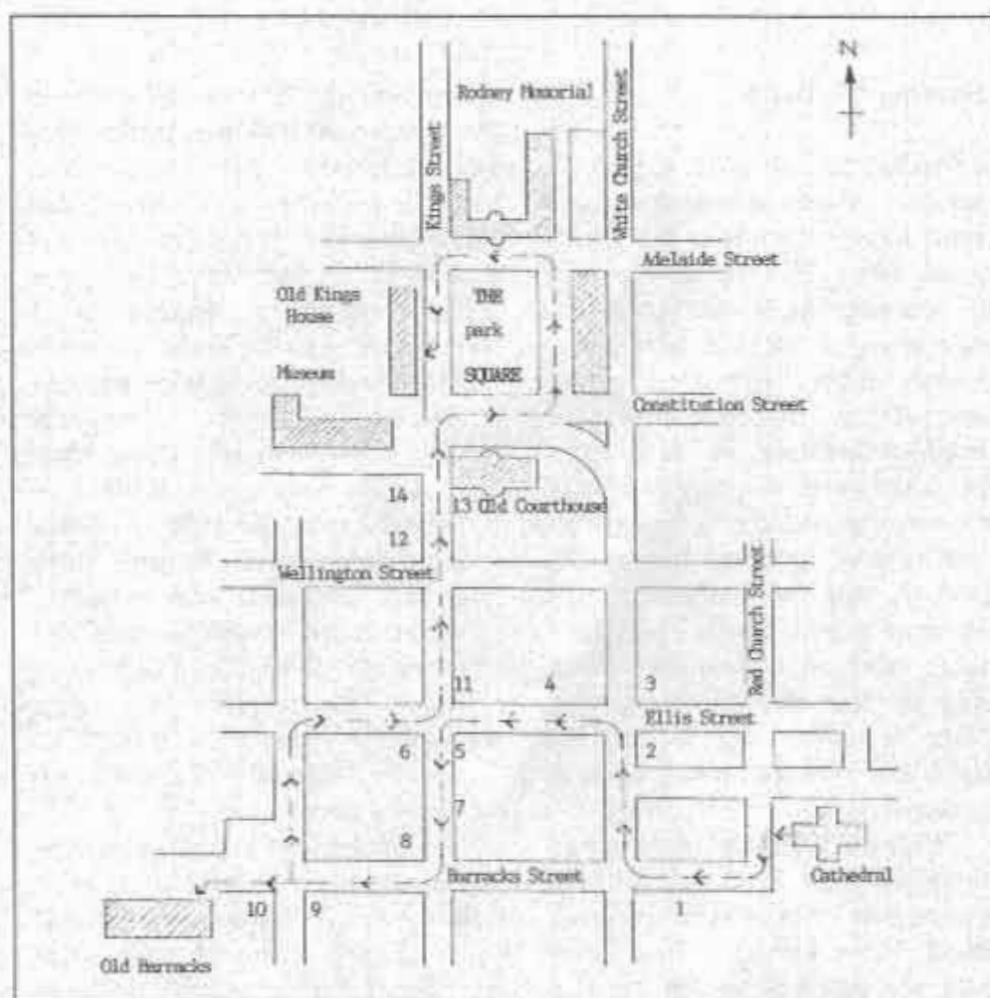 N
Rodney Memorial
Kings Street
White Church Street
Adelaide Street
Old Kings
House
THE
park
SQUARE
Museum
Constitution Street
14
13 Old Courthouse
12
Wellington Street
Red Church Street
11
4
3
Ellis Street
6
5
2
7
8
Barracks Street
Cathedral
10
9
1
Old Barracks